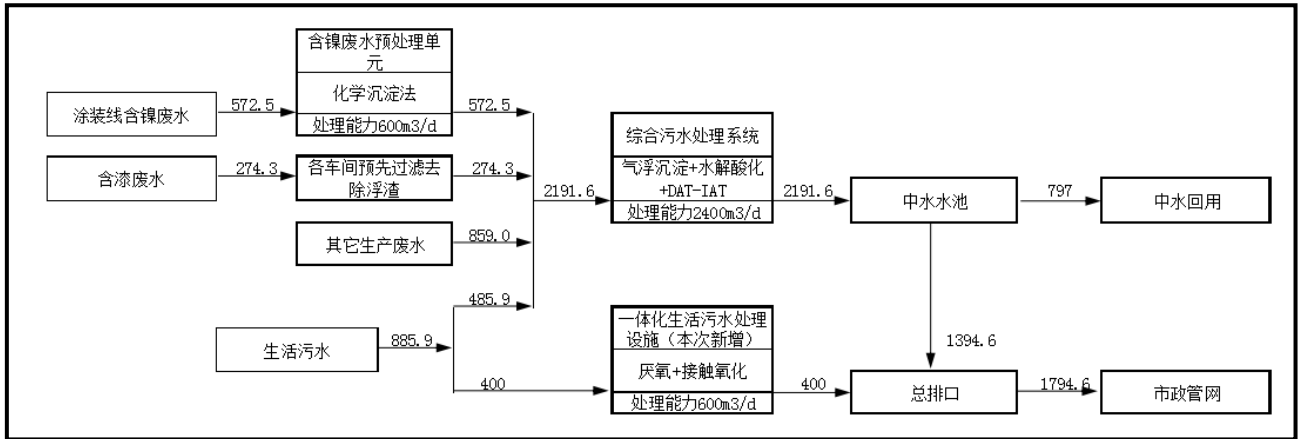 含镍废水预处理单
元
化学沉淀法
处理能力600m3/d
涂装线含镍废水
572.5
572.5
含漆废水
274.3
各车间预先过滤去
除浮渣
274.3
其它生产废水
859.0
2191.6
综合污水处理系统
气浮沉淀+水解酸化
+DAT-IAT
处理能力2400m3/d
2191.6
中水水池
797
中水回用
生活污水
885.9
485.9
400
一体化生活污水处理
设施（本次新增）
厌氧+接触氧化
处理能力600m3/d
400
1394.6
总排口
1794.6
市政管网